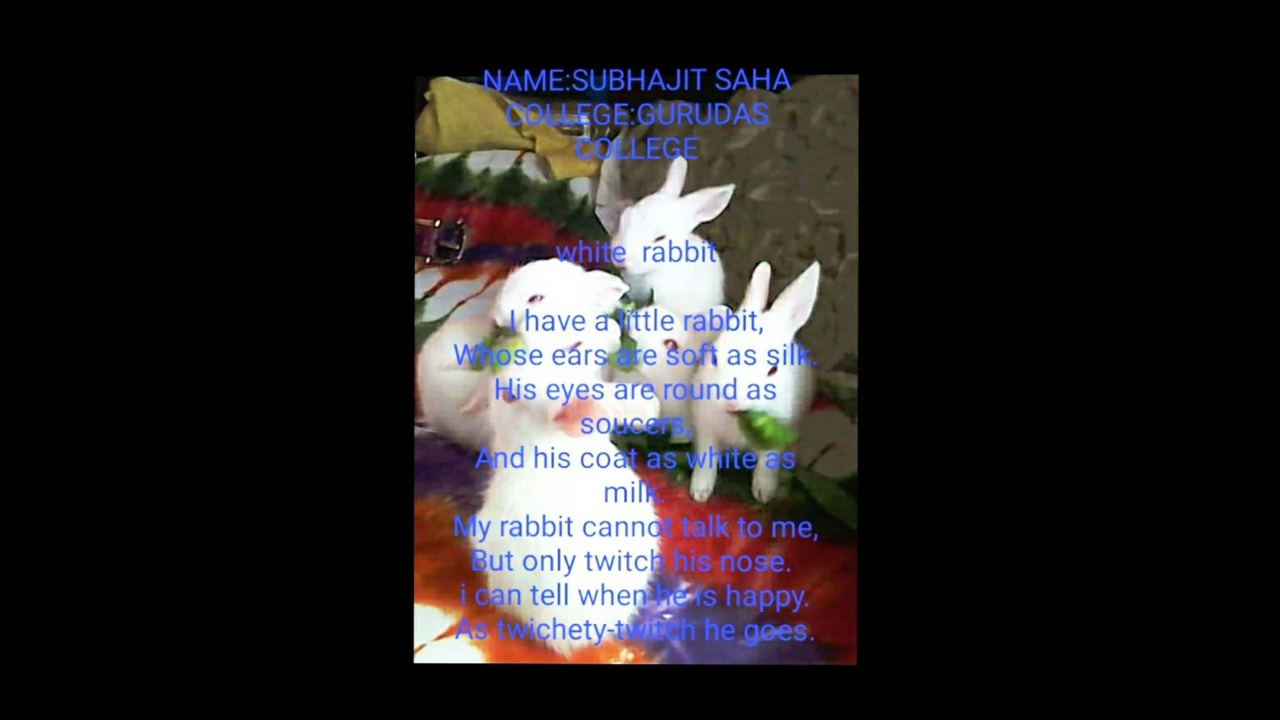 NAME:SUBHAJIT SAHA
COLLEGE:GURUDAS
COLLEGE
white rabbit
I have a little rabbit,
Whose ears are soft as silk.
His eyes are round as
soucers,
And his coat as white as
milk.
My rabbit cannot talk to me,
But only twitch his nose.
i can tell when he is happy.
As twichety-twitch he goes.